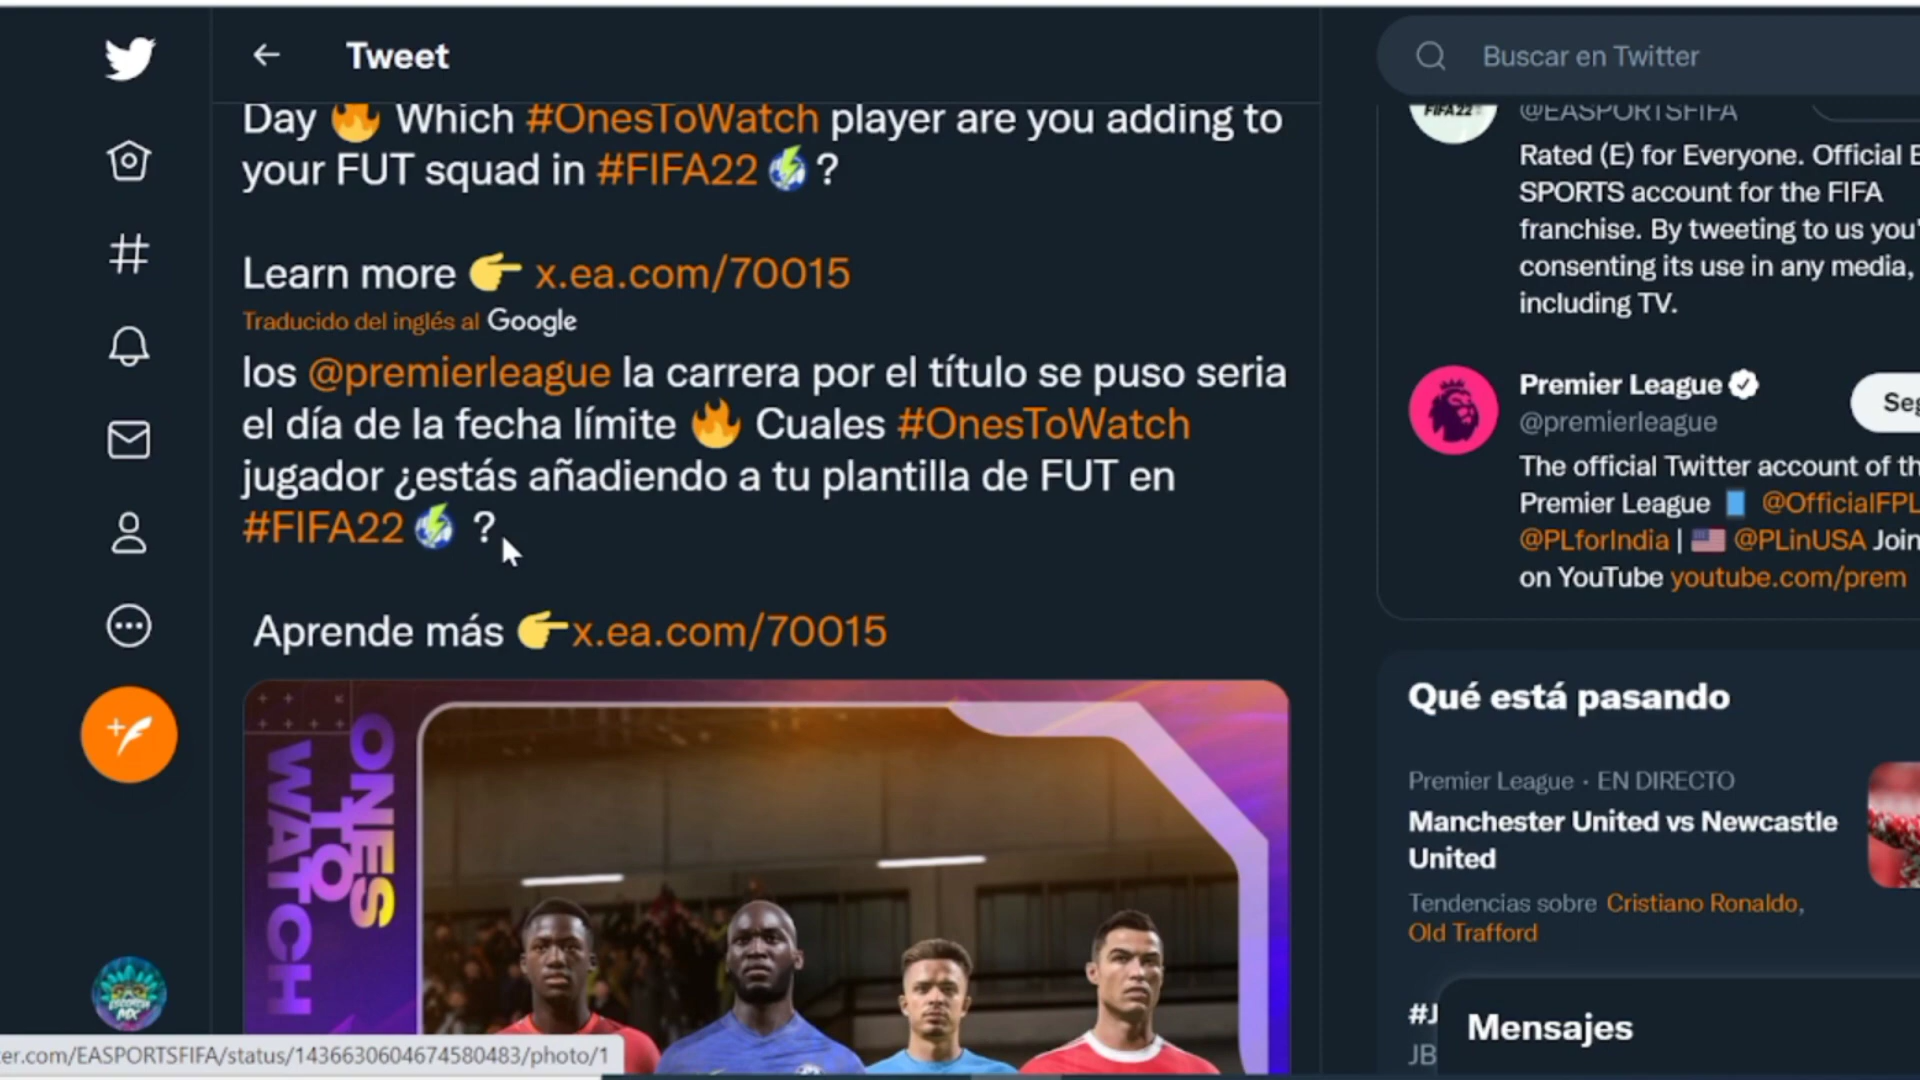 Tweet
Buscar en Twitter
Day 🔥 Which #OnesToWatch player are you adding to
your FUT squad in #FIFA22 ?
Learn more 👉 x.ea.com/70015
Traducido del inglés al Google
los @premierleague la carrera por el título se puso seria
el día de la fecha límite 🔥 Cuales #OnesToWatch
jugador ¿estás añadiendo a tu plantilla de FUT en
#FIFA22 ?
Aprende más 👉x.ea.com/70015
ONES
TO
WATCH
er.com/EASPORTSFIFA/status/1436630604674580483/photo/1
FIFA22
@EASPORTSFIFA
Rated (E) for Everyone. Official E
SPORTS account for the FIFA
franchise. By tweeting to us you'
consenting its use in any media,
including TV.
Premier League
@premierleague
Seg
The official Twitter account of th
Premier League @OfficialFPL
@PLforIndia | 🇺🇸 @PLinUSA Join
on YouTube youtube.com/prem
Qué está pasando
Premier League · EN DIRECTO
Manchester United vs Newcastle
United
Tendencias sobre Cristiano Ronaldo,
Old Trafford
#J
JB
Mensajes